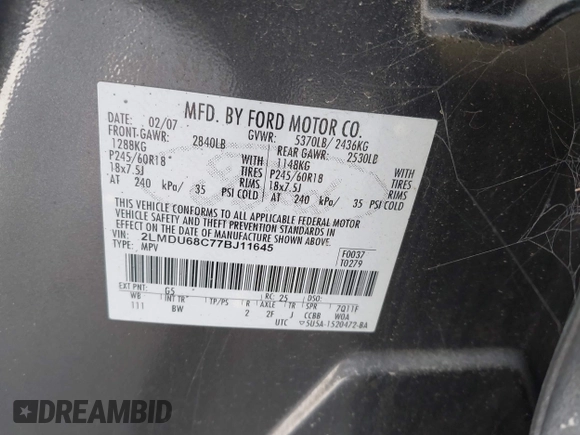 MFD. BY FORD MOTOR CO.
DATE: 02/07 GVWR: 5370LB/ 2436KG
FRONT GAWR: 2840LB REAR GAWR: 2530LB
1288KG 1148KG
P245/60R18 TIRES P245/60R18 TIRES
18x7.5J RIMS 18x7.5J RIMS
AT 240 kPa/ 35 PSI COLD AT 240 kPa/ 35 PSI COLD
THIS VEHICLE CONFORMS TO ALL APPLICABLE FEDERAL MOTOR
VEHICLE SAFETY AND THEFT PREVENTION STANDARDS IN
EFFECT ON THE DATE OF MANUFACTURE SHOWN ABOVE.
VIN: 2LMDU68C77BJ11645 F0037
TYPE: MPV T0279
EXT PNT: G5 RC: 25 DSO:
WB INT TR TP/PS R AXLE TR SPR 7Q11F
111 BW 2 2F J CCBB W0A
UTC 5U5A-1520472-BA
DREAMBID